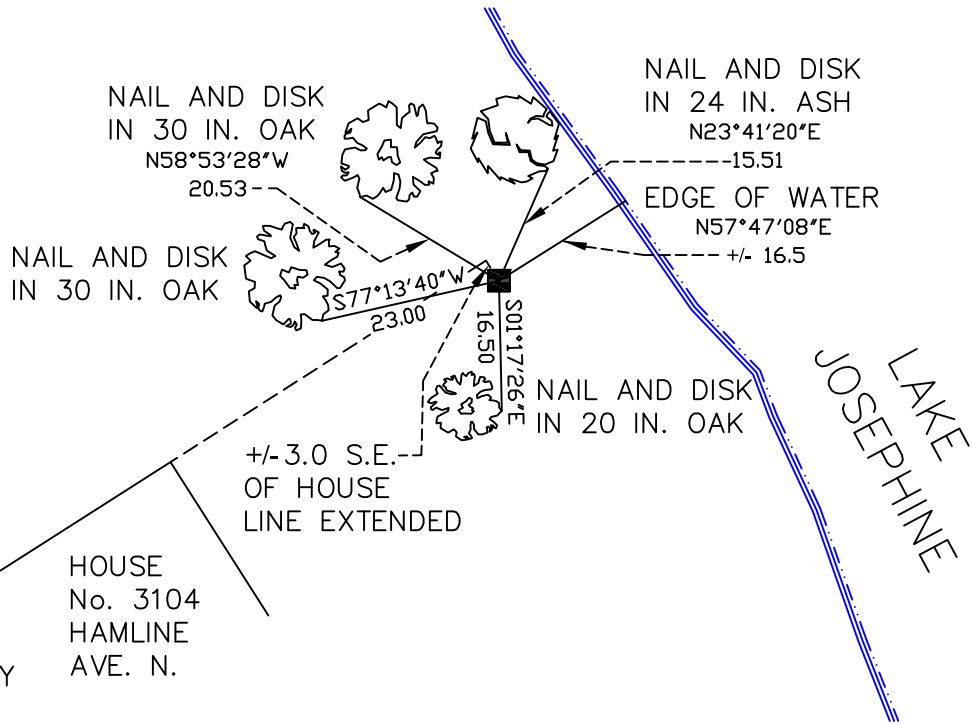 NAIL AND DISK
IN 30 IN. OAK
N58°53'28"W
20.53
NAIL AND DISK
IN 24 IN. ASH
N23°41'20"E
15.51
EDGE OF WATER
N57°47'08"E
+/- 16.5
NAIL AND DISK
IN 30 IN. OAK
S77°13'40"W
23.00
S01°17'26"E
16.50
NAIL AND DISK
IN 20 IN. OAK
+/-3.0 S.E.
OF HOUSE
LINE EXTENDED
LAKE
JOSEPHINE
HOUSE
No. 3104
HAMLINE
AVE. N.
Y